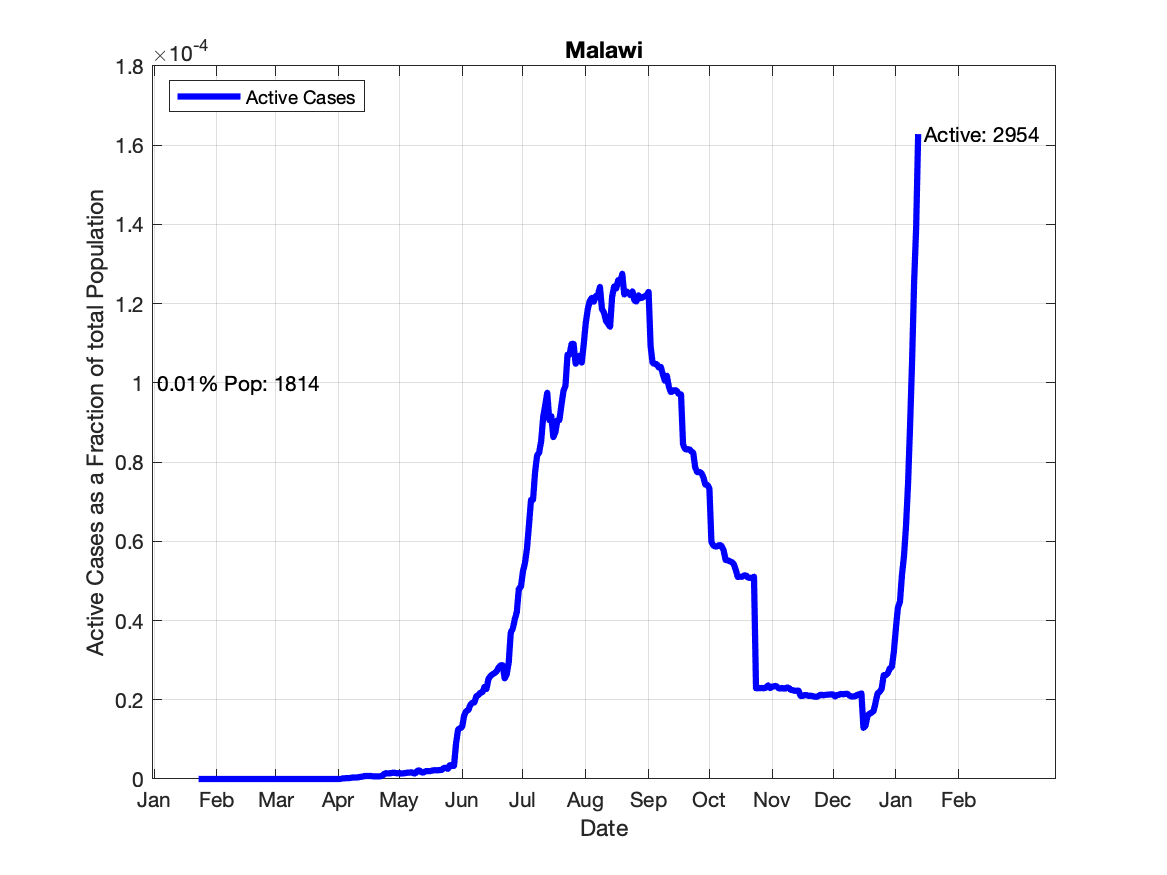 Malawi
×10-4
Active Cases
1.8
1.6
1.4
1.2
1
0.8
0.6
0.4
0.2
0
Active: 2954
0.01% Pop: 1814
Active Cases as a Fraction of total Population
Jan Feb Mar Apr May Jun Jul Aug Sep Oct Nov Dec Jan Feb
Date